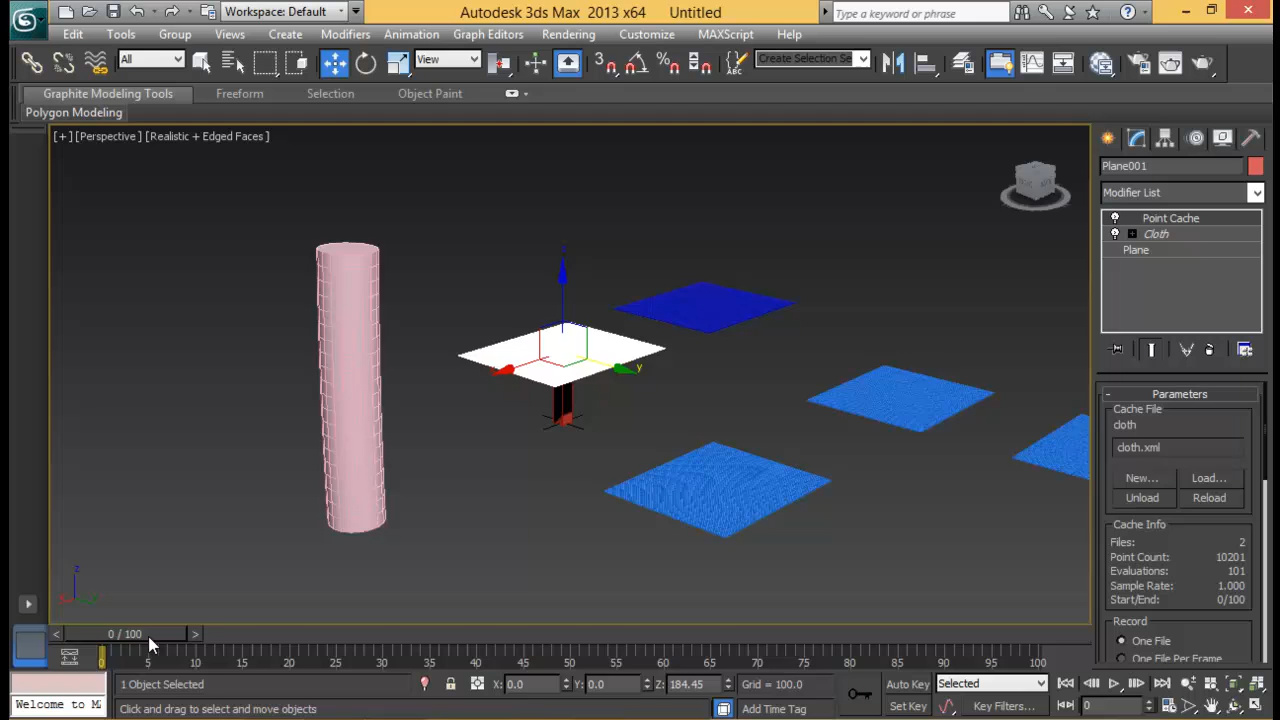 Workspace: Default
Autodesk 3ds Max 2013 x64 Untitled
Type a keyword or phrase
Edit Tools Group Views Create Modifiers Animation Graph Editors Rendering Customize MAXScript Help
All
View
3
Create Selection Se
Graphite Modeling Tools Freeform Selection Object Paint
Polygon Modeling
[+] [Perspective] [Realistic + Edged Faces]
Plane001
Modifier List
Point Cache
Cloth
Plane
y
z
- Parameters
Cache File
cloth
cloth.xml
New... Load...
Unload Reload
Cache Info
Files: 2
Point Count: 10201
Evaluations: 101
Sample Rate: 1.000
Start/End: 0/100
Record
One File
One File Per Frame
< 0 / 100 >
0 5 10 15 20 25 30 35 40 45 50 55 60 65 70 75 80 85 90 95 100
1 Object Selected X: 0.0 Y: 0.0 Z: 184.45 Grid = 100.0 Auto Key Selected
Welcome to MA Click and drag to select and move objects Add Time Tag Set Key Key Filters... 0